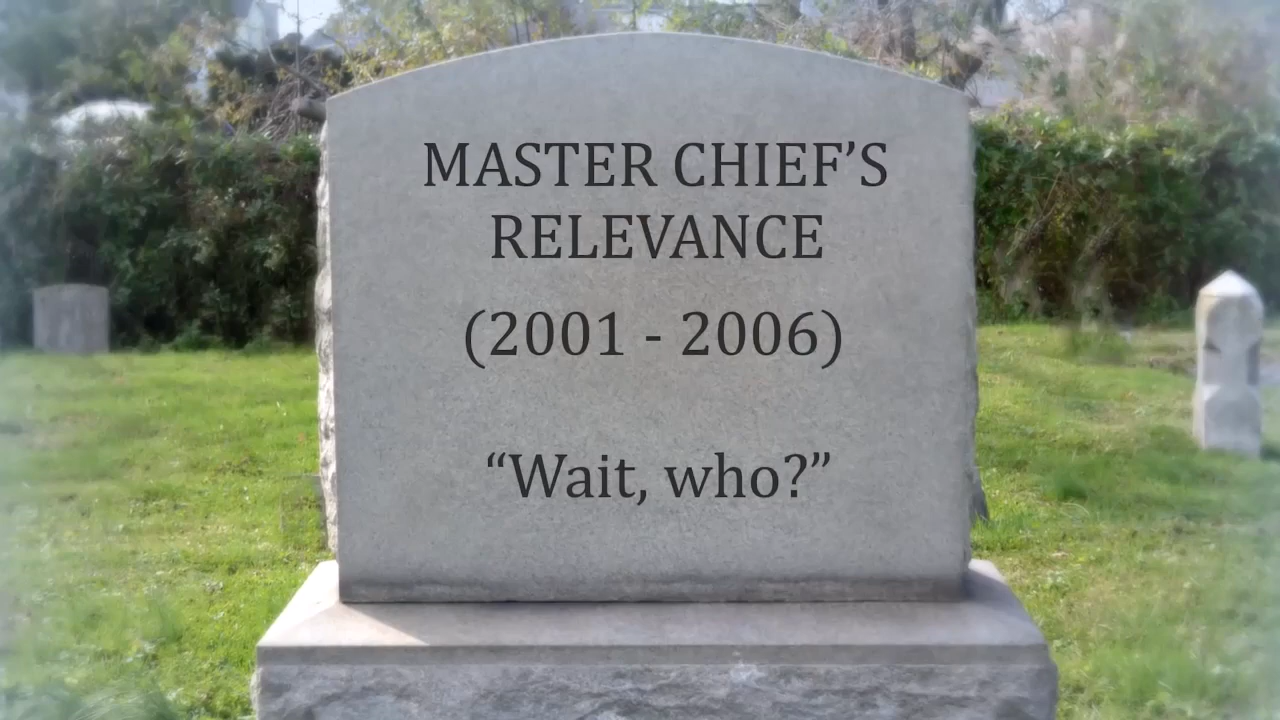 MASTER CHIEF’S
RELEVANCE
(2001 - 2006)
“Wait, who?”